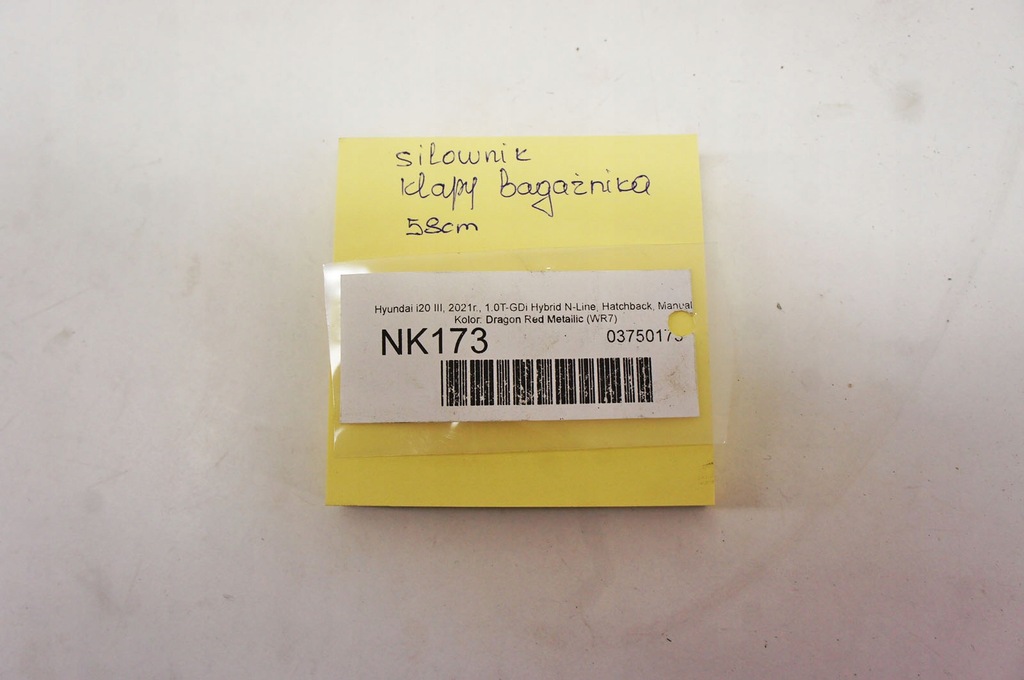 siłownik
klapy bagażnika
58cm
Hyundai i20 III, 2021r., 1.0T-GDi Hybrid N-Line, Hatchback, Manual
Kolor: Dragon Red Metallic (WR7)
NK173